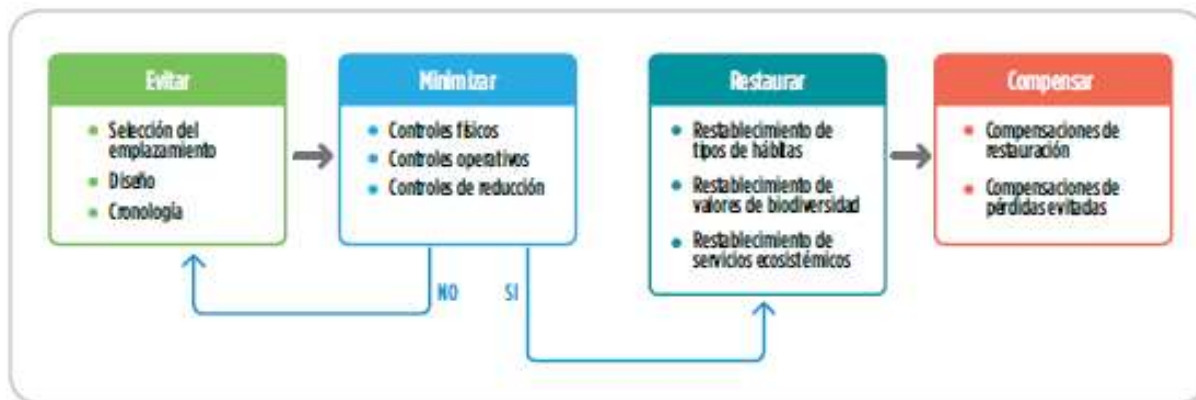 Evitar
• Selección del
emplazamiento
• Diseño
• Cronología
Minimizar
• Controles físicos
• Controles operativos
• Controles de reducción
NO
SI
Restaurar
• Restablecimiento de
tipos de hábitas
• Restablecimiento de
valores de biodiversidad
• Restablecimiento de
servicios ecosistémicos
Compensar
• Compensaciones de
restauración
• Compensaciones de
pérdidas evitadas